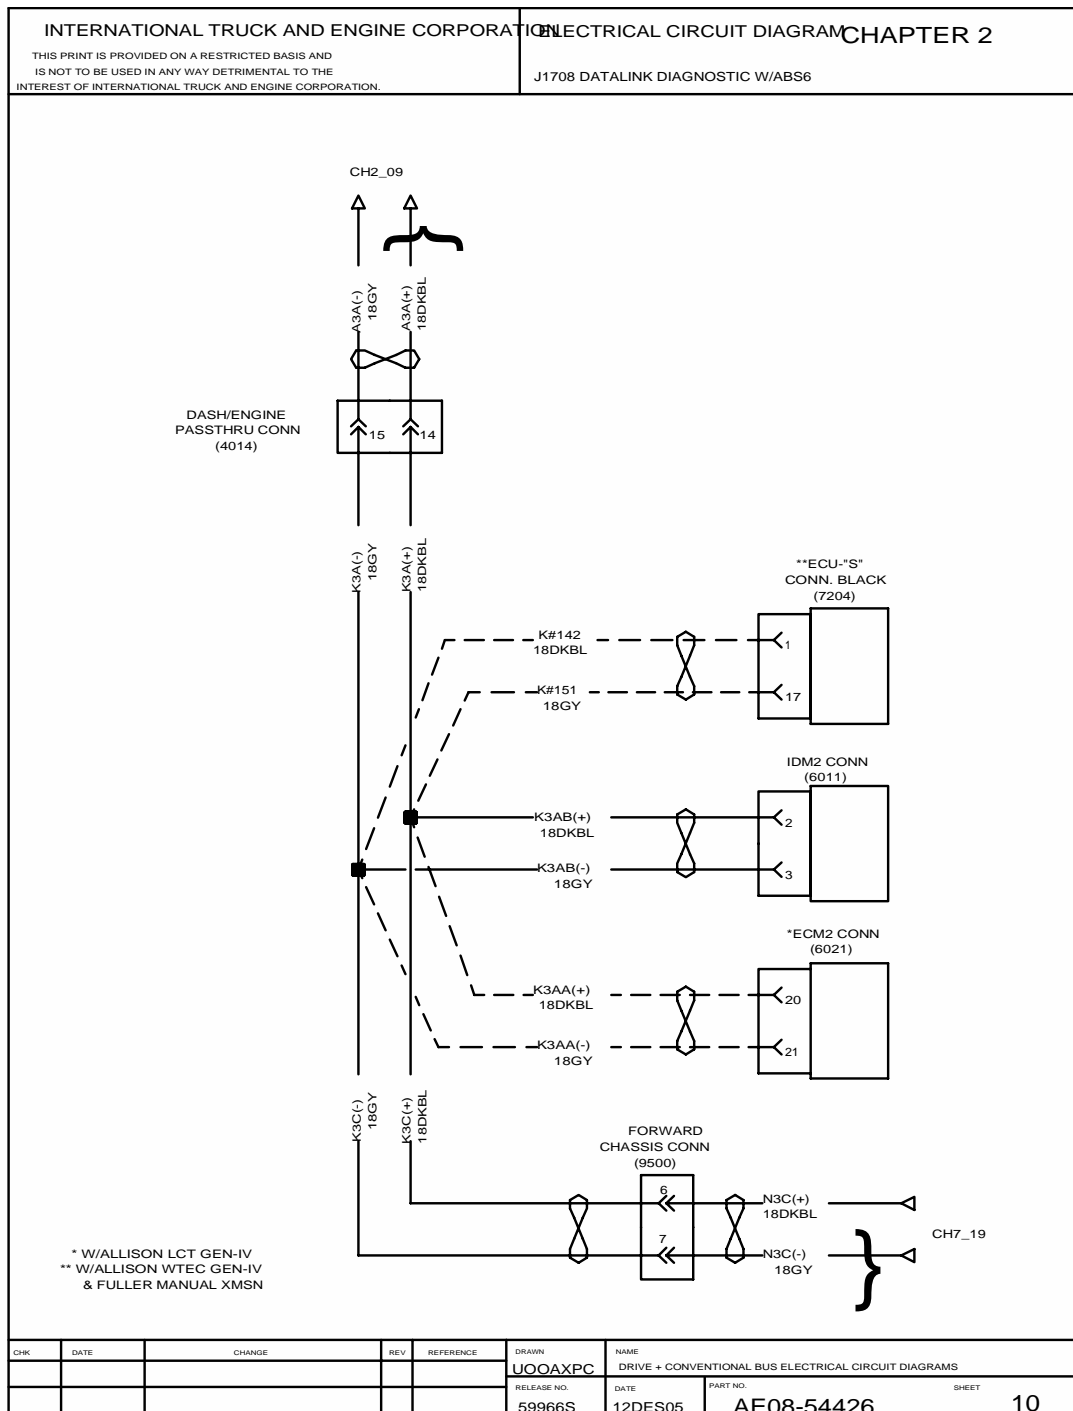 INTERNATIONAL TRUCK AND ENGINE CORPORATION
THIS PRINT IS PROVIDED ON A RESTRICTED BASIS AND
IS NOT TO BE USED IN ANY WAY DETRIMENTAL TO THE
INTEREST OF INTERNATIONAL TRUCK AND ENGINE CORPORATION.
ELECTRICAL CIRCUIT DIAGRAM
CHAPTER 2
J1708 DATALINK DIAGNOSTIC W/ABS6
CH2_09
A3A(-)
18GY
A3A(+)
18DKBL
DASH/ENGINE
PASSTHRU CONN
(4014)
15
14
K3A(-)
18GY
K3A(+)
18DKBL
**ECU-"S"
CONN. BLACK
(7204)
K#142
18DKBL
1
K#151
18GY
17
IDM2 CONN
(6011)
K3AB(+)
18DKBL
2
K3AB(-)
18GY
3
*ECM2 CONN
(6021)
K3AA(+)
18DKBL
20
K3AA(-)
18GY
21
K3C(-)
18GY
K3C(+)
18DKBL
FORWARD
CHASSIS CONN
(9500)
6
N3C(+)
18DKBL
7
N3C(-)
18GY
CH7_19
* W/ALLISON LCT GEN-IV
** W/ALLISON WTEC GEN-IV
& FULLER MANUAL XMSN
CHK
DATE
CHANGE
REV
REFERENCE
DRAWN
UOOAXPC
NAME
DRIVE + CONVENTIONAL BUS ELECTRICAL CIRCUIT DIAGRAMS
RELEASE NO.
59966S
DATE
12DES05
PART NO.
AE08-54426
SHEET
10